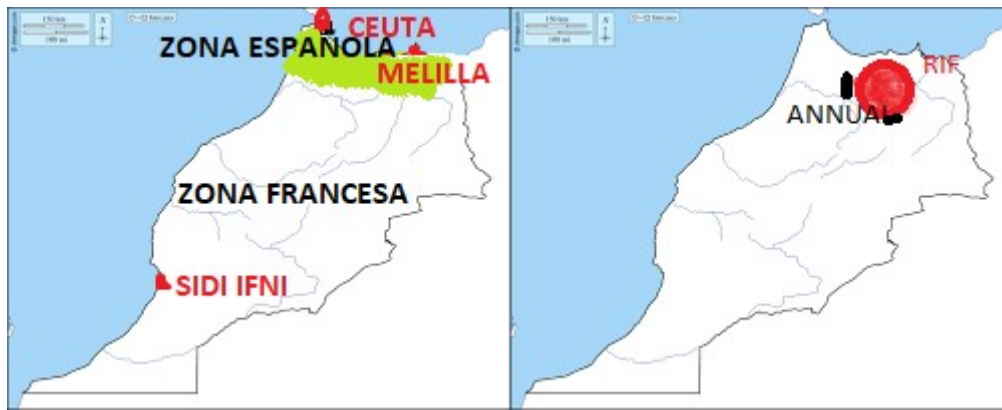 CEUTA
ZONA ESPAÑOLA
MELILLA
ZONA FRANCESA
SIDI IFNI
RIF
ANNUAL